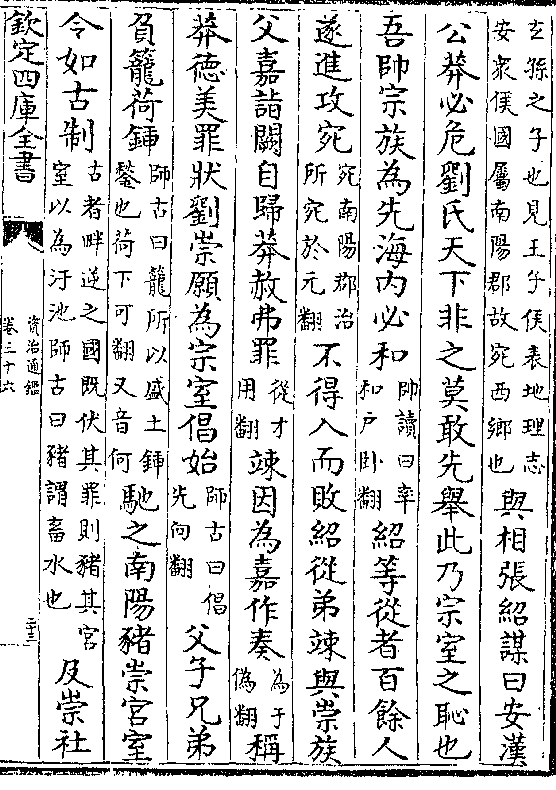 玄孫之子也見王子侯表地理志
安衆侯國屬南陽郡故宛西鄉也
與相張紹謀曰安漢
公莽必危劉氏天下非之莫敢先舉此乃宗室之恥也
吾帥宗族為先海內必和
帥讀曰率
和戶卧翻
紹等從者百餘人
遂進攻宛
宛南陽郡治
所宛於元翻
不得入而敗紹從弟竦與崇族
父嘉詣闕自歸莽赦弗罪
從才
用翻
竦因為嘉作奏
為于
偽翻
稱
莽德美罪狀劉崇願為宗室倡始
師古曰倡
先向翻
父子兄弟
負籠荷鍤
師古曰籠所以盛土鍤
鍫也荷下可翻又音何
馳之南陽豬崇宫室
令如古制
古者畔逆之國既伏其罪則豬其宫
室以為汙池師古曰豬謂畜水也
及崇社
欽定四庫全書
資治通鑑
卷三十六
二十三